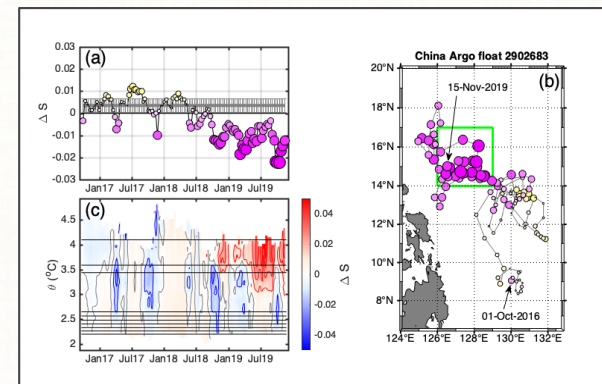 (a)
0.03
0.02
0.01
0.00
-0.01
-0.02
-0.03
Δ S
Jan17 Jul17 Jan18 Jul18 Jan19 Jul19
(c)
4.5
4
3.5
3
2.5
2
θ (°C)
Jan17 Jul17 Jan18 Jul18 Jan19 Jul19
0.04
0.02
0
-0.02
-0.04
Δ S
China Argo float 2902683
(b)
15-Nov-2019
20°N
18°N
16°N
14°N
12°N
10°N
8°N
01-Oct-2016
124°E 126°E 128°E 130°E 132°E